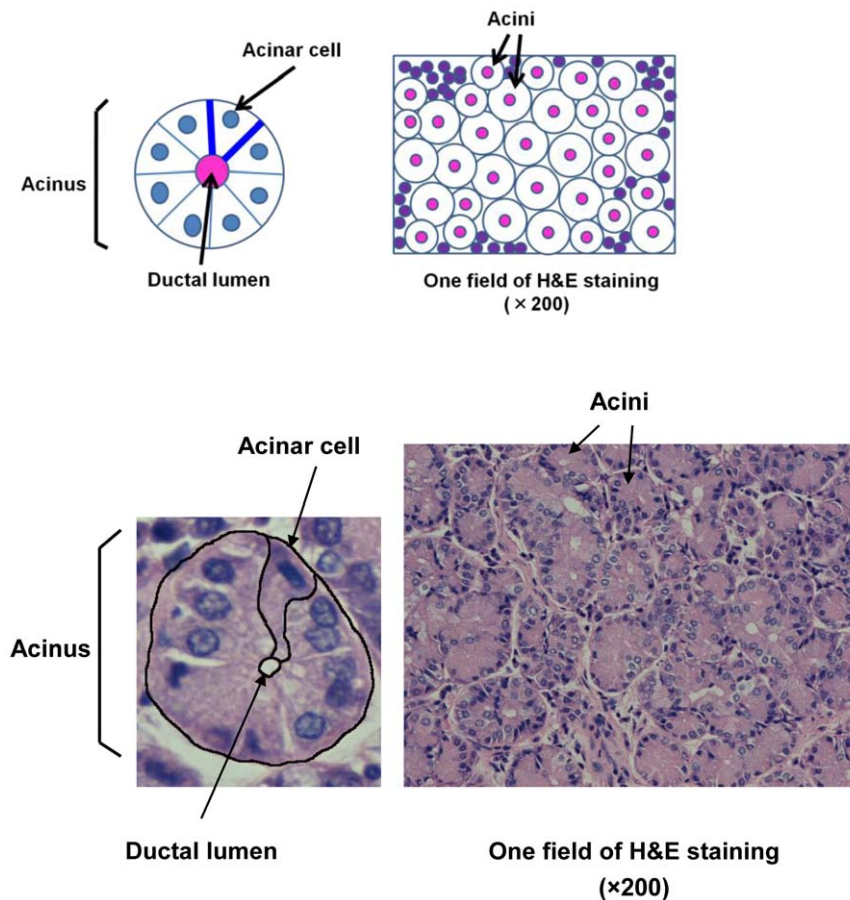 Acinar cell
Acini
Acinus
Ductal lumen
One field of H&E staining
(×200)
Acini
Acinar cell
Acinus
Ductal lumen
One field of H&E staining
(×200)